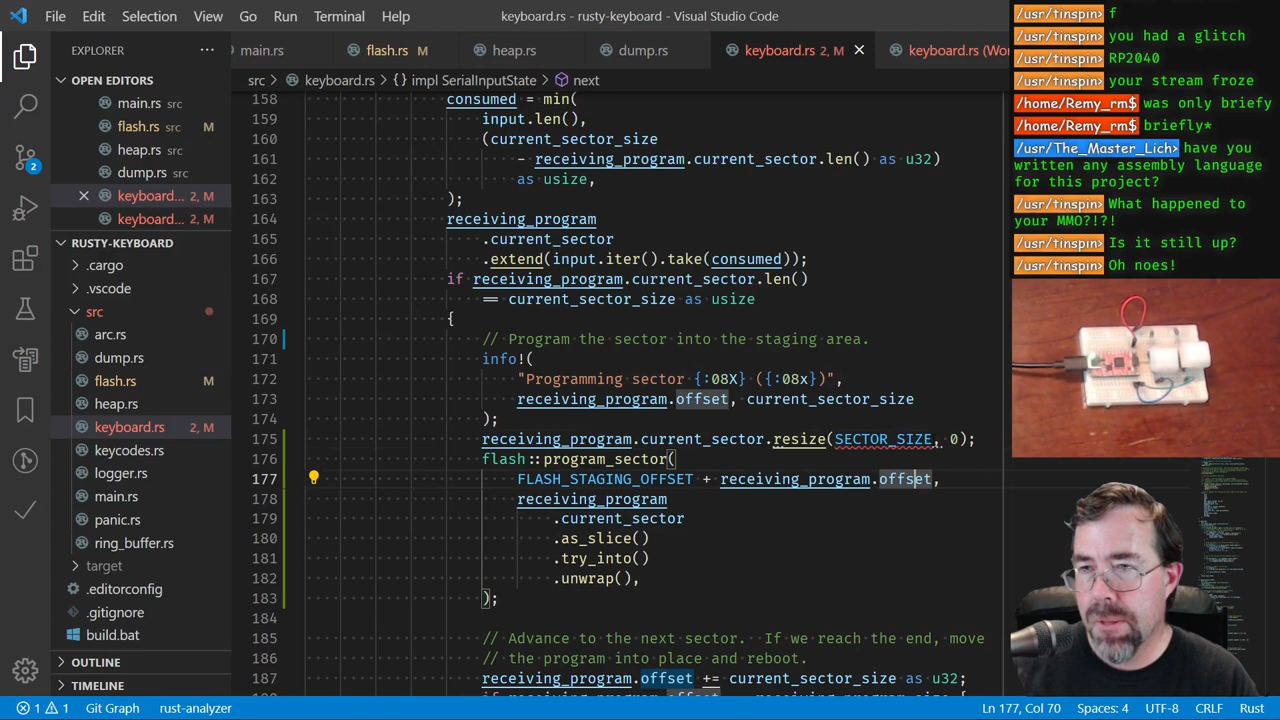 File Edit Selection View Go Run Terminal Help
keyboard.rs - rusty-keyboard - Visual Studio Code
EXPLORER
OPEN EDITORS
main.rs src
flash.rs src M
heap.rs src
dump.rs src
keyboard... 2, M
keyboard... 2, M
RUSTY-KEYBOARD
.cargo
.vscode
src
arc.rs
dump.rs
flash.rs M
heap.rs
keyboard.rs 2, M
keycodes.rs
logger.rs
main.rs
panic.rs
ring_buffer.rs
target
.editorconfig
.gitignore
build.bat
OUTLINE
TIMELINE
2
main.rs flash.rs M heap.rs dump.rs keyboard.rs 2, M keyboard.rs (Wor
src > keyboard.rs > {} impl SerialInputState > next
158 consumed = min(
159 input.len(),
160 (current_sector_size
161 - receiving_program.current_sector.len() as u32)
162 as usize,
163 );
164 receiving_program
165 .current_sector
166 .extend(input.iter().take(consumed));
167 if receiving_program.current_sector.len()
168 == current_sector_size as usize
169 {
170 // Program the sector into the staging area.
171 info!(
172 "Programming sector {:08X} ({:08x})",
173 receiving_program.offset, current_sector_size
174 );
175 receiving_program.current_sector.resize(SECTOR_SIZE, 0);
176 flash::program_sector(
177 FLASH_STAGING_OFFSET + receiving_program.offset,
178 receiving_program
179 .current_sector
180 .as_slice()
181 .try_into()
182 .unwrap(),
183 );
184
185 // Advance to the next sector. If we reach the end, move
186 // the program into place and reboot.
187 receiving_program.offset += current_sector_size as u32;
/usr/tinspin> f
/usr/tinspin> you had a glitch
/usr/tinspin> RP2040
/usr/tinspin> your stream froze
/home/Remy_rm$ was only briefy
/home/Remy_rm$ briefly*
/usr/The_Master_Lich> have you
written any assembly language
for this project?
/usr/tinspin> What happened to
your MMO?!?!
/usr/tinspin> Is it still up?
/usr/tinspin> Oh noes!
1 1 Git Graph rust-analyzer
Ln 177, Col 70 Spaces: 4 UTF-8 CRLF Rust